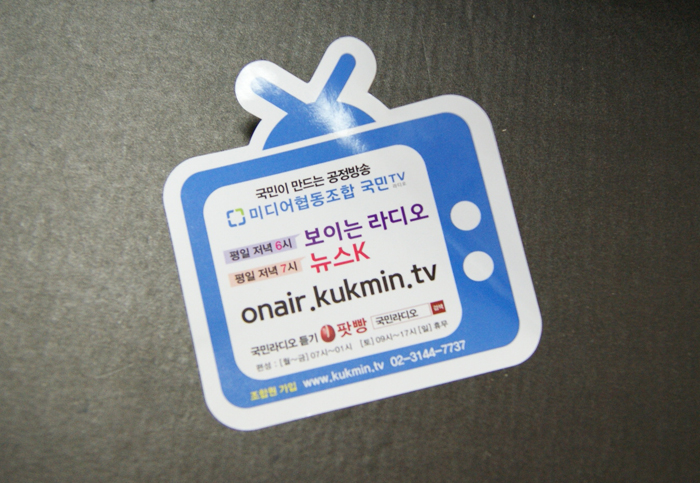 국민이 만드는 공정방송
미디어협동조합 국민TV
평일 저녁 6시 보이는 라디오
평일 저녁 7시 뉴스K
onair.kukmin.tv
국민라디오 듣기 팟빵 국민라디오 검색
편성 : [월~금] 07시~01시 [토] 09시~17시 [일] 휴무
조합원 가입 www.kukmin.tv 02-3144-7737